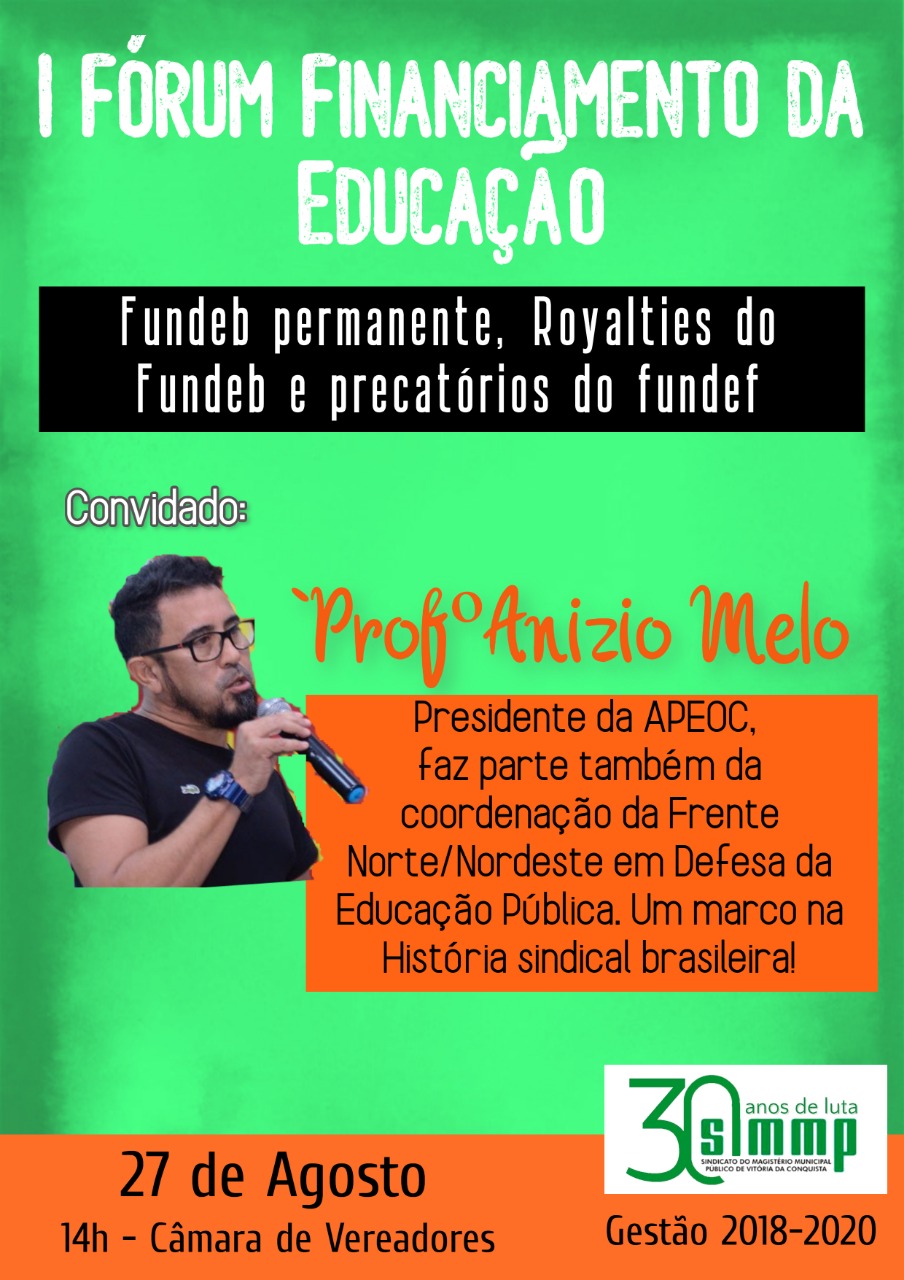 I Fórum Financiamento da
Educação
Fundeb permanente, Royalties do
Fundeb e precatórios do fundef
Convidado:
`Profº Anizio Melo
Presidente da APEOC,
faz parte também da
coordenação da Frente
Norte/Nordeste em Defesa da
Educação Pública. Um marco na
História sindical brasileira!
30 anos de luta
simmp
SINDICATO DO MAGISTÉRIO MUNICIPAL
PÚBLICO DE VITÓRIA DA CONQUISTA
27 de Agosto
14h - Câmara de Vereadores
Gestão 2018-2020